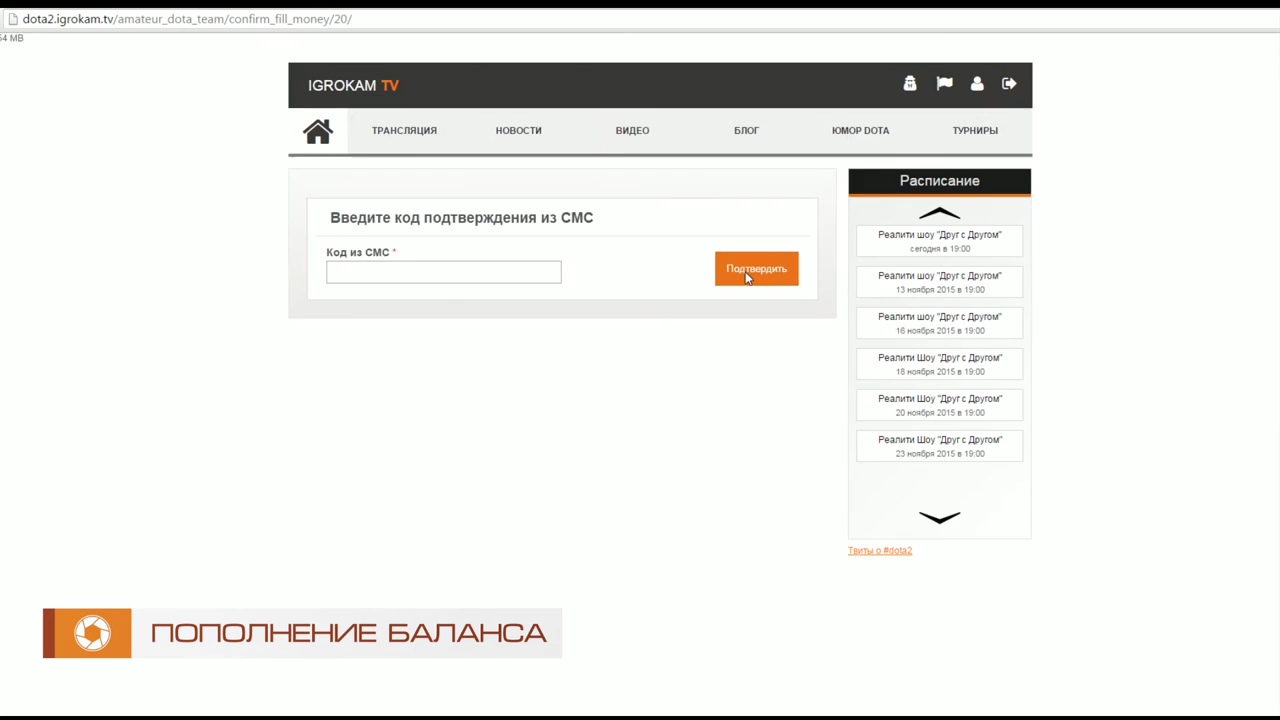 dota2.igrokam.tv/amateur_dota_team/confirm_fill_money/20/
54 MB
IGROKAM TV
ТРАНСЛЯЦИЯ НОВОСТИ ВИДЕО БЛОГ ЮМОР DOTA ТУРНИРЫ
Введите код подтверждения из СМС
Код из СМС *
Подтвердить
Расписание
Реалити шоу "Друг с Другом"
сегодня в 19:00
Реалити шоу "Друг с Другом"
13 ноября 2015 в 19:00
Реалити шоу "Друг с Другом"
16 ноября 2015 в 19:00
Реалити Шоу "Друг с Другом"
18 ноября 2015 в 19:00
Реалити Шоу "Друг с Другом"
20 ноября 2015 в 19:00
Реалити Шоу "Друг с Другом"
23 ноября 2015 в 19:00
Твиты о #dota2
ПОПОЛНЕНИЕ БАЛАНСА